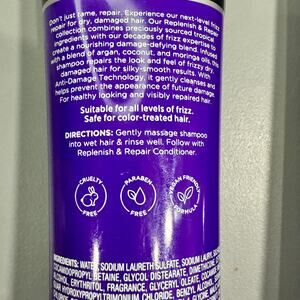 Don't just tame, repair. Experience our next-level frizz
repair for dry, damaged hair. Our Replenish & Repair
collection combines preciously sourced tropical
ingredients with our decades of frizz expertise to
create a nourishing damage-defying blend. Infused
with a blend of argan, coconut, and moringa oils this
shampoo repairs the look and feel of frizzy dry,
damaged hair for silky-smooth results. With
Anti-Damage Technology, it gently cleanses and
helps prevent the appearance of future damage.
For healthy looking and visibly repaired hair.
Suitable for all levels of frizz.
Safe for color-treated hair.
DIRECTIONS: Gently massage shampoo
into wet hair & rinse well. Follow with
Replenish & Repair Conditioner.
CRUELTY FREE
PARABEN FREE
VEGAN FRIENDLY FORMULA
INGREDIENTS: WATER, SODIUM LAURETH SULFATE, SODIUM
COCAMIDOPROPYL BETAINE, GLYCOL DISTEARATE,
ALCOHOL, ERYTHRITOL, FRAGRANCE, GLYCERYL OLEATE,
GUAR HYDROXYPROPYLTRIMONIUM CHLORIDE,